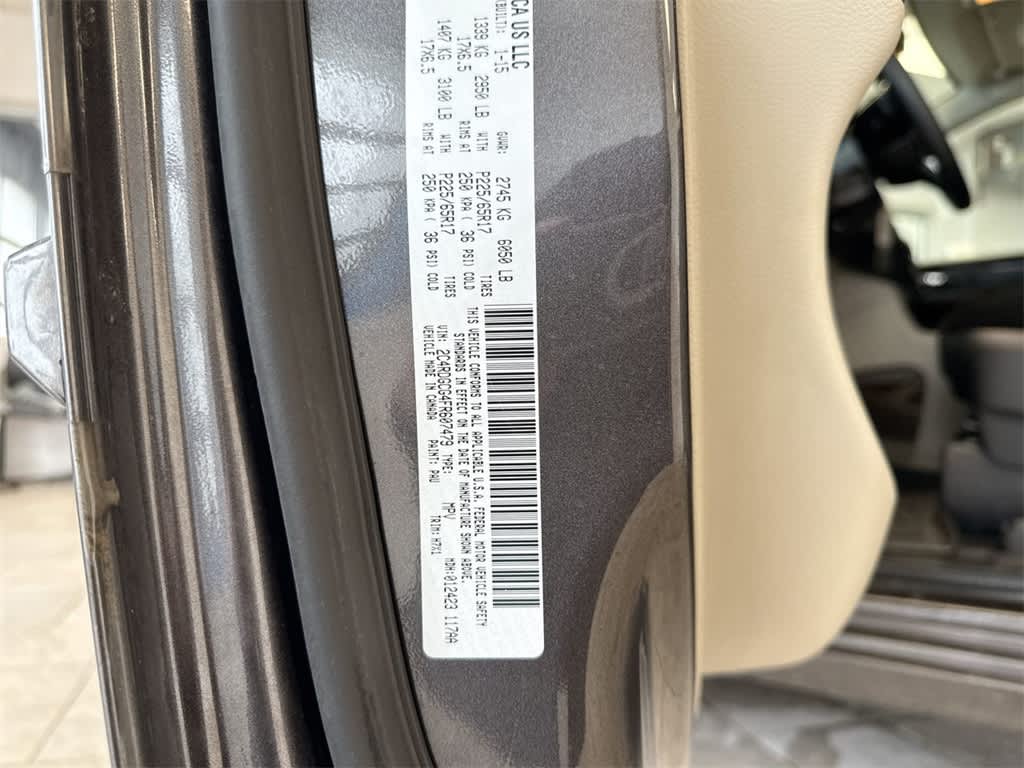 CA US LLC
BUILT): 1-15 GVWR: 2745 KG 6050 LB
1339 KG 2950 LB WITH P225/65R17 TIRES
17X6.5 RIMS AT 250 KPA ( 36 PSI) COLD
1407 KG 3100 LB WITH P225/65R17 TIRES
17X6.5 RIMS AT 250 KPA ( 36 PSI) COLD
THIS VEHICLE CONFORMS TO ALL APPLICABLE U.S.A. FEDERAL MOTOR VEHICLE SAFETY
STANDARDS IN EFFECT ON THE DATE OF MANUFACTURE SHOWN ABOVE.
VIN: 2C4RDGCG4FR607479 TYPE: MPV MDH:012423 117AA
VEHICLE MADE IN CANADA PAINT: PAU TRIM:A7X1